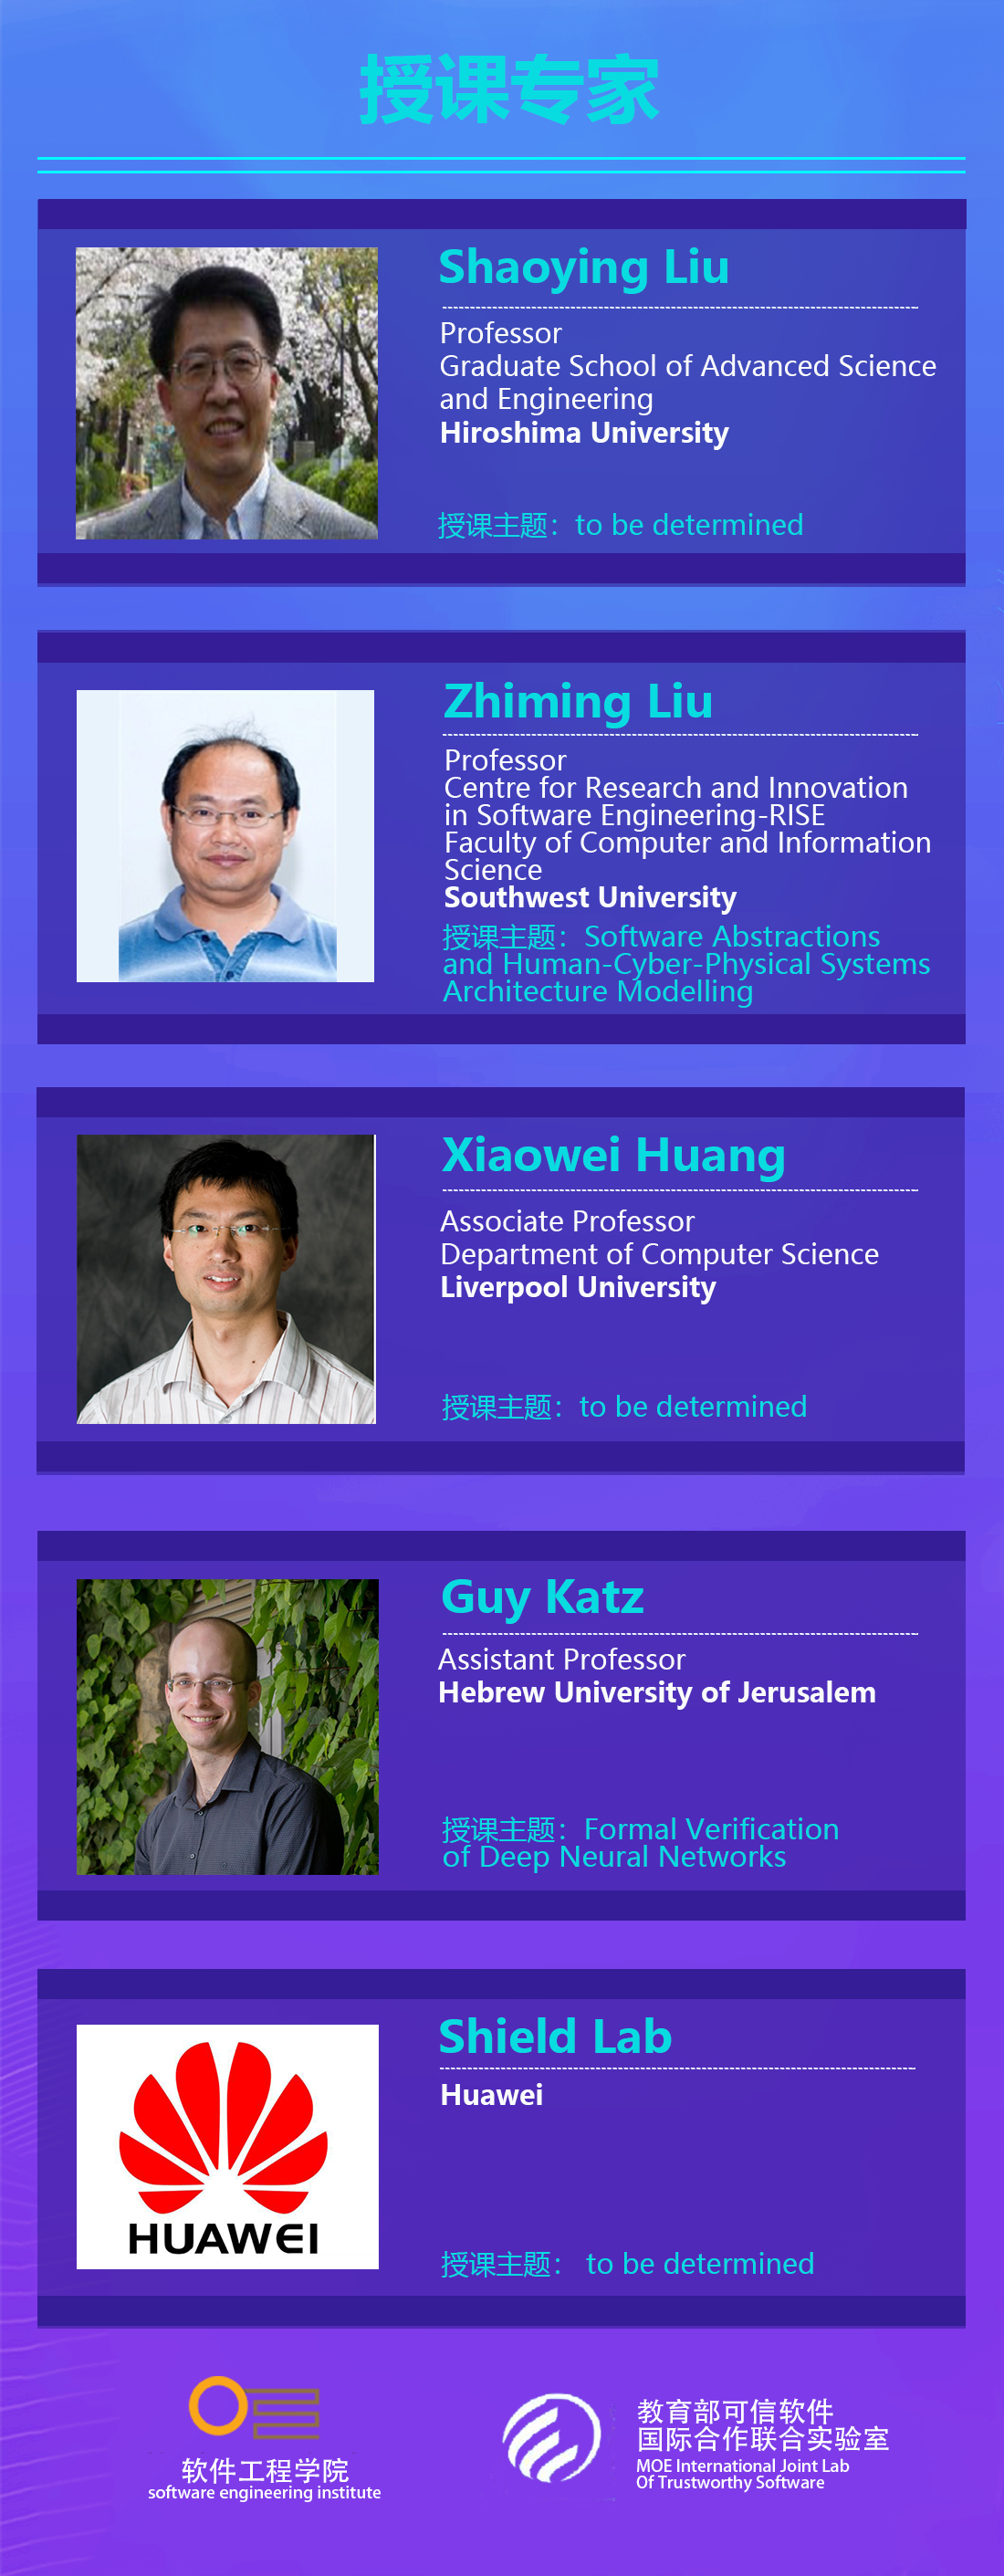 授课专家
Shaoying Liu
Professor
Graduate School of Advanced Science
and Engineering
Hiroshima University
授课主题：to be determined
Zhiming Liu
Professor
Centre for Research and Innovation
in Software Engineering-RISE
Faculty of Computer and Information
Science
Southwest University
授课主题：Software Abstractions
and Human-Cyber-Physical Systems
Architecture Modelling
Xiaowei Huang
Associate Professor
Department of Computer Science
Liverpool University
授课主题：to be determined
Guy Katz
Assistant Professor
Hebrew University of Jerusalem
授课主题：Formal Verification
of Deep Neural Networks
Shield Lab
Huawei
HUAWEI
授课主题： to be determined
软件工程学院
software engineering institute
教育部可信软件
国际合作联合实验室
MOE International Joint Lab
Of Trustworthy Software